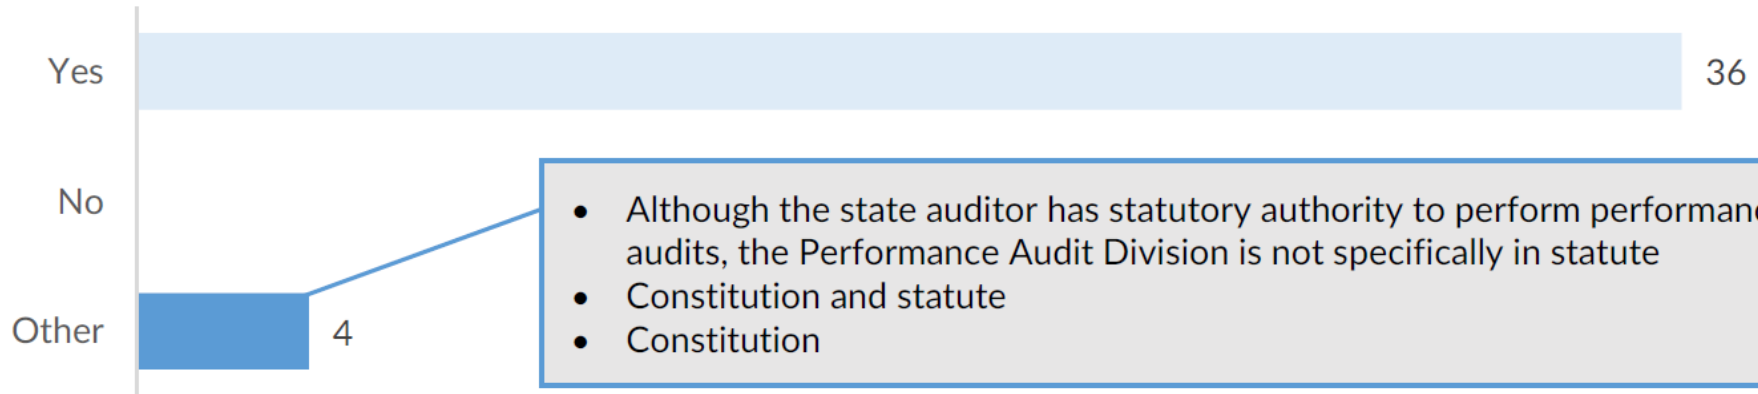 Yes
36
No
• Although the state auditor has statutory authority to perform
audits, the Performance Audit Division is not specifically in statute
• Constitution and statute
• Constitution
Other
4